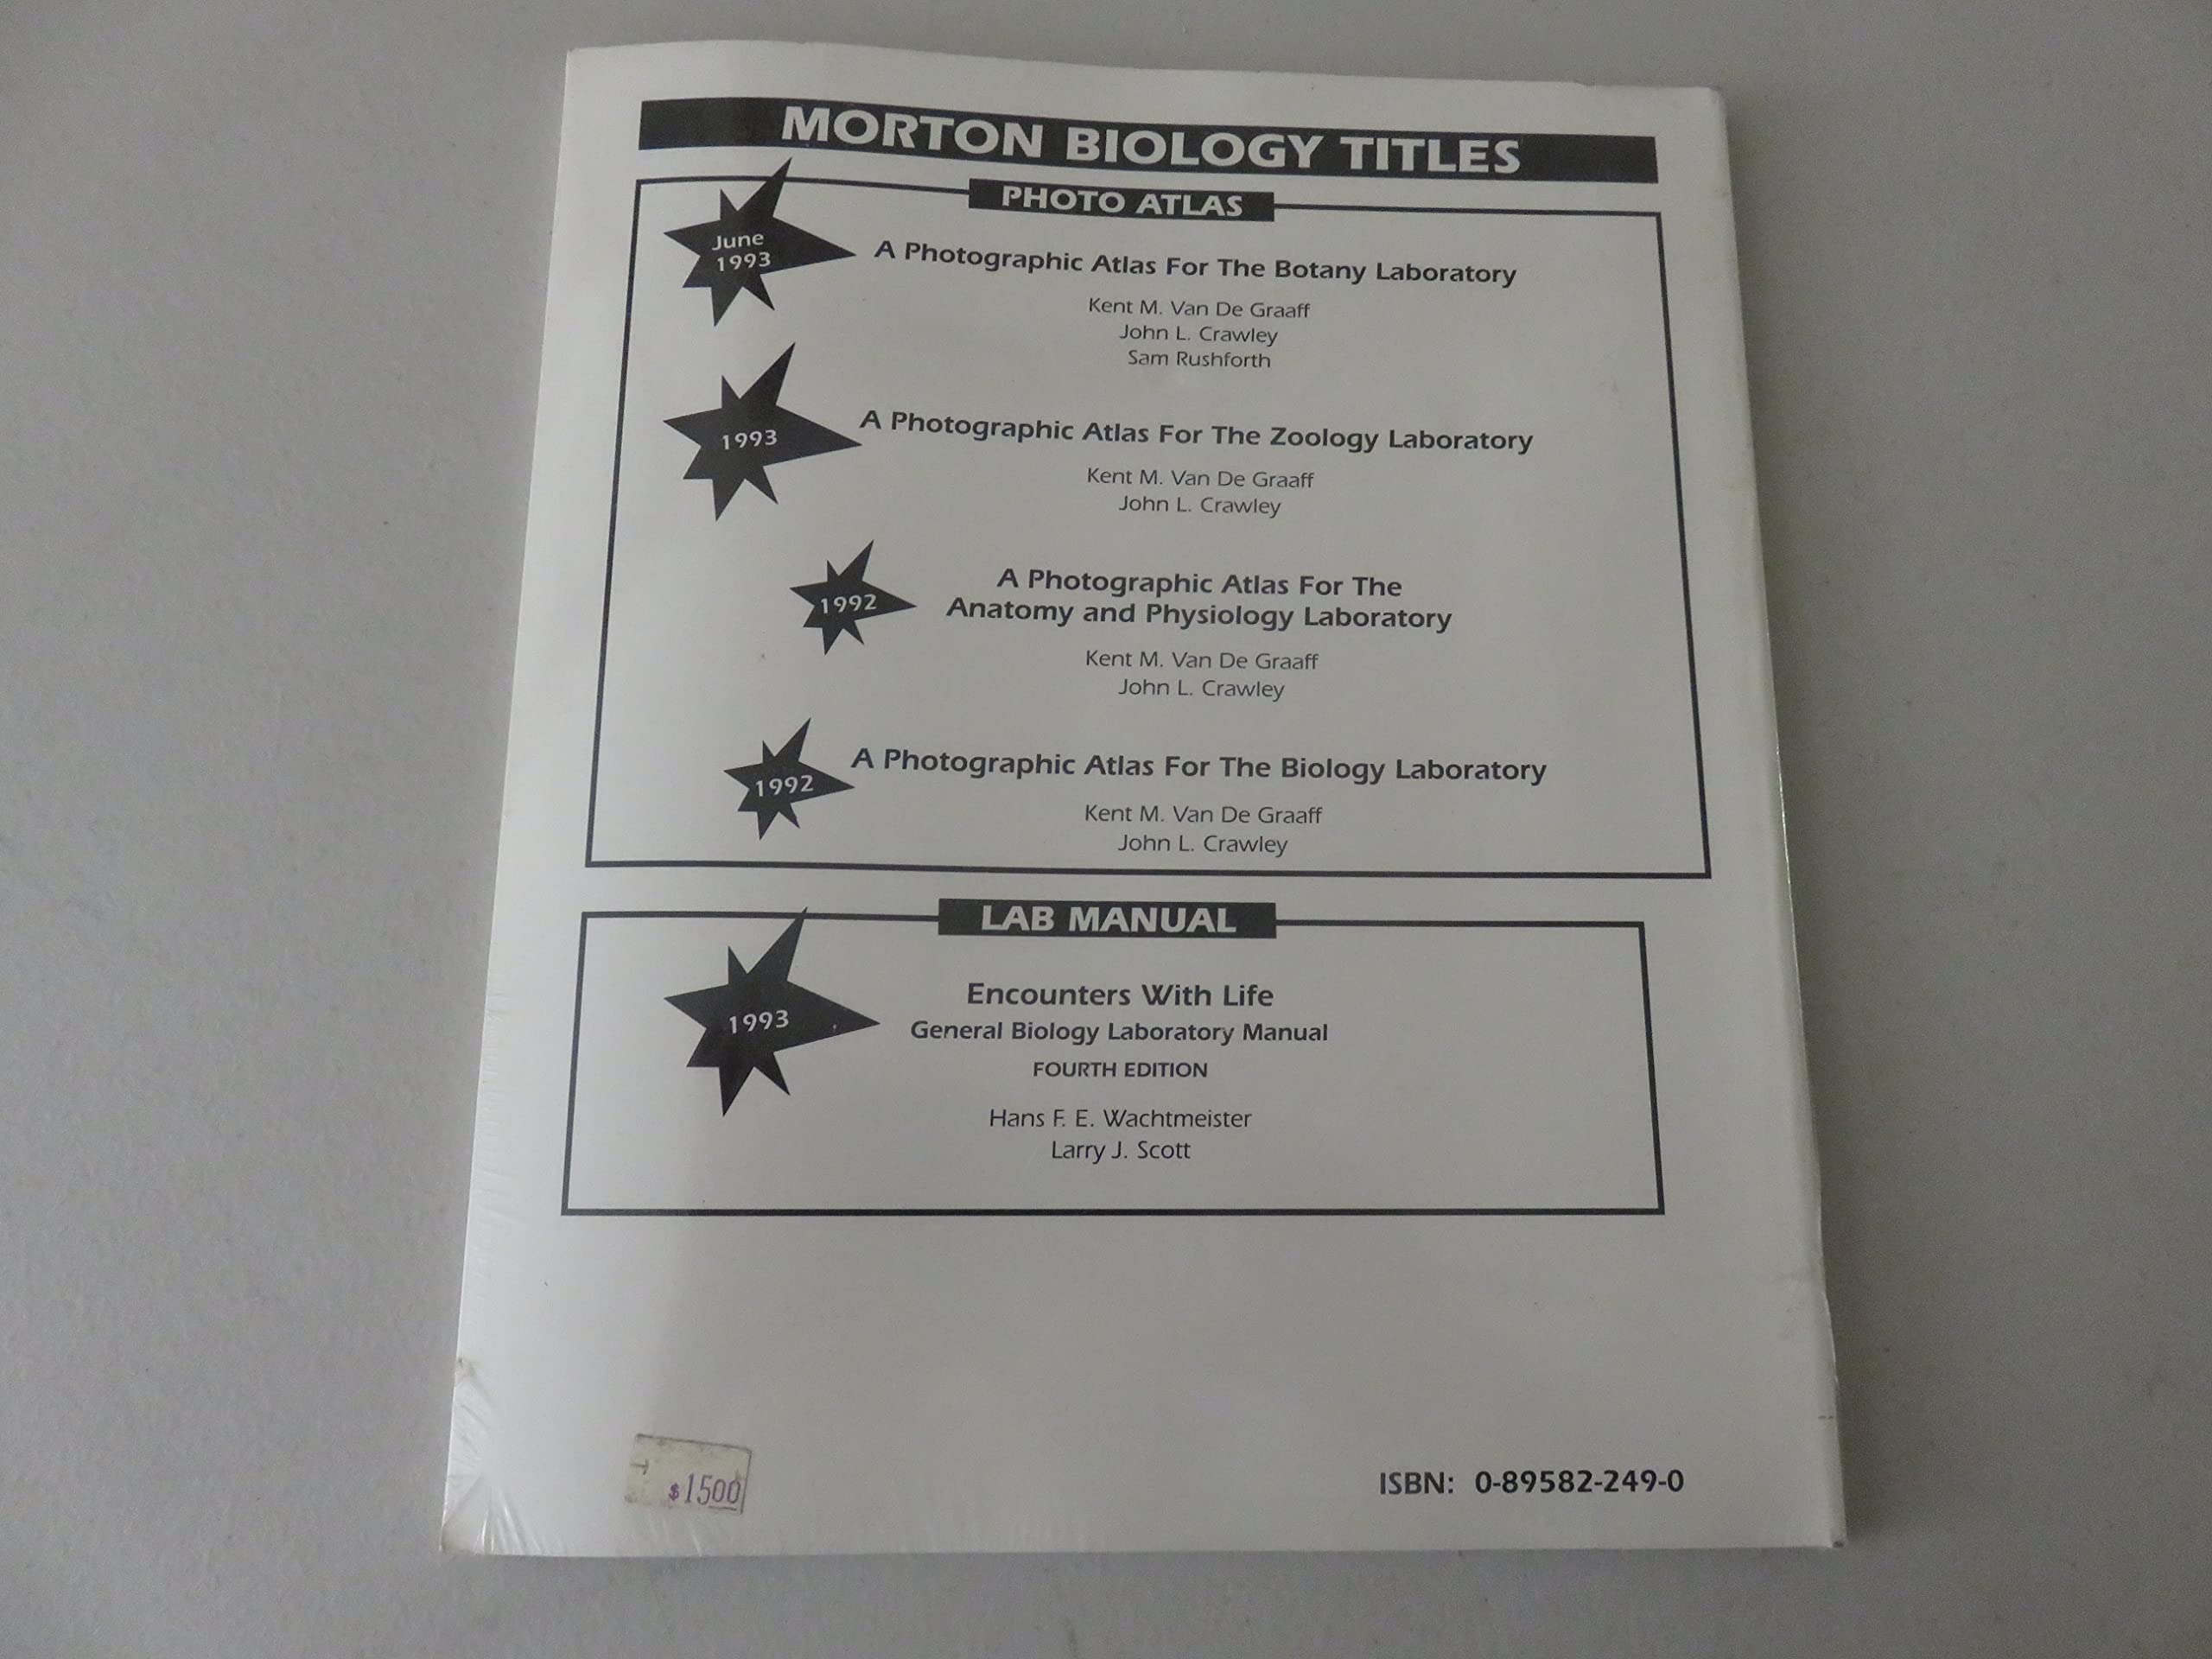 MORTON BIOLOGY TITLES
PHOTO ATLAS
June
1993
A Photographic Atlas For The Botany Laboratory
Kent M. Van De Graaff
John L. Crawley
Sam Rushforth
1993
A Photographic Atlas For The Zoology Laboratory
Kent M. Van De Graaff
John L. Crawley
1992
A Photographic Atlas For The
Anatomy and Physiology Laboratory
Kent M. Van De Graaff
John L. Crawley
1992
A Photographic Atlas For The Biology Laboratory
Kent M. Van De Graaff
John L. Crawley
LAB MANUAL
1993
Encounters With Life
General Biology Laboratory Manual
FOURTH EDITION
Hans F. E. Wachtmeister
Larry J. Scott
T
$1500
ISBN: 0-89582-249-0